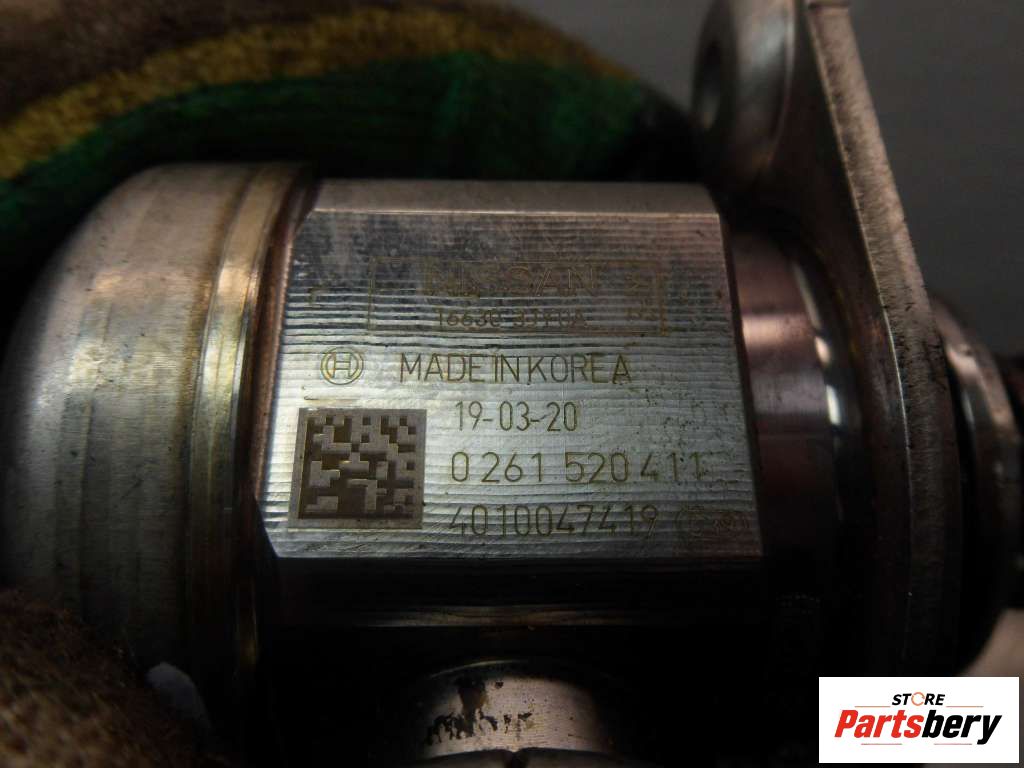 NISSAN
MADE IN KOREA
19-03-20
0 261 520 411
4010047419
STORE
Partsbery